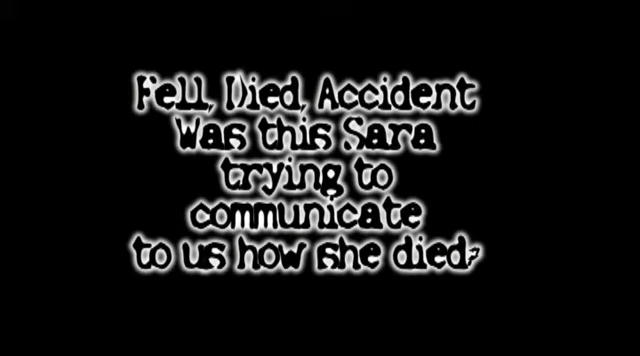 Fell, Died, Accident
Was this Sara
trying to
communicate
to us how she died?